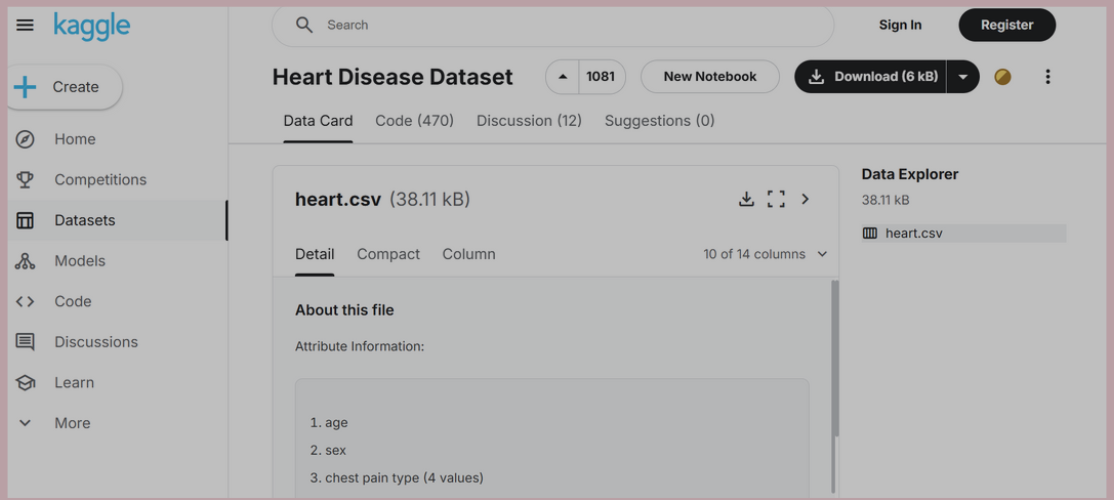 kaggle
Search
Sign In
Register
Create
Home
Competitions
Datasets
Models
Code
Discussions
Learn
More
Heart Disease Dataset
1081
New Notebook
Download (6 kB)
Data Card Code (470) Discussion (12) Suggestions (0)
heart.csv (38.11 kB)
Detail Compact Column
10 of 14 columns
About this file
Attribute Information:
1. age
2. sex
3. chest pain type (4 values)
Data Explorer
38.11 kB
heart.csv